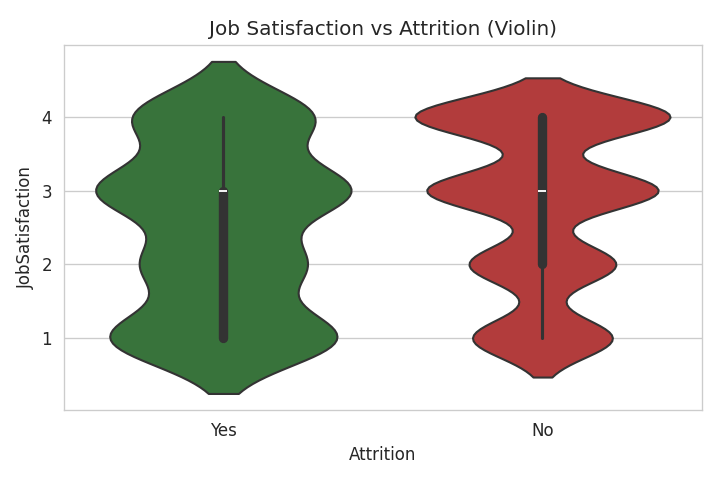 Job Satisfaction vs Attrition (Violin)
JobSatisfaction
4
3
2
1
Yes
No
Attrition